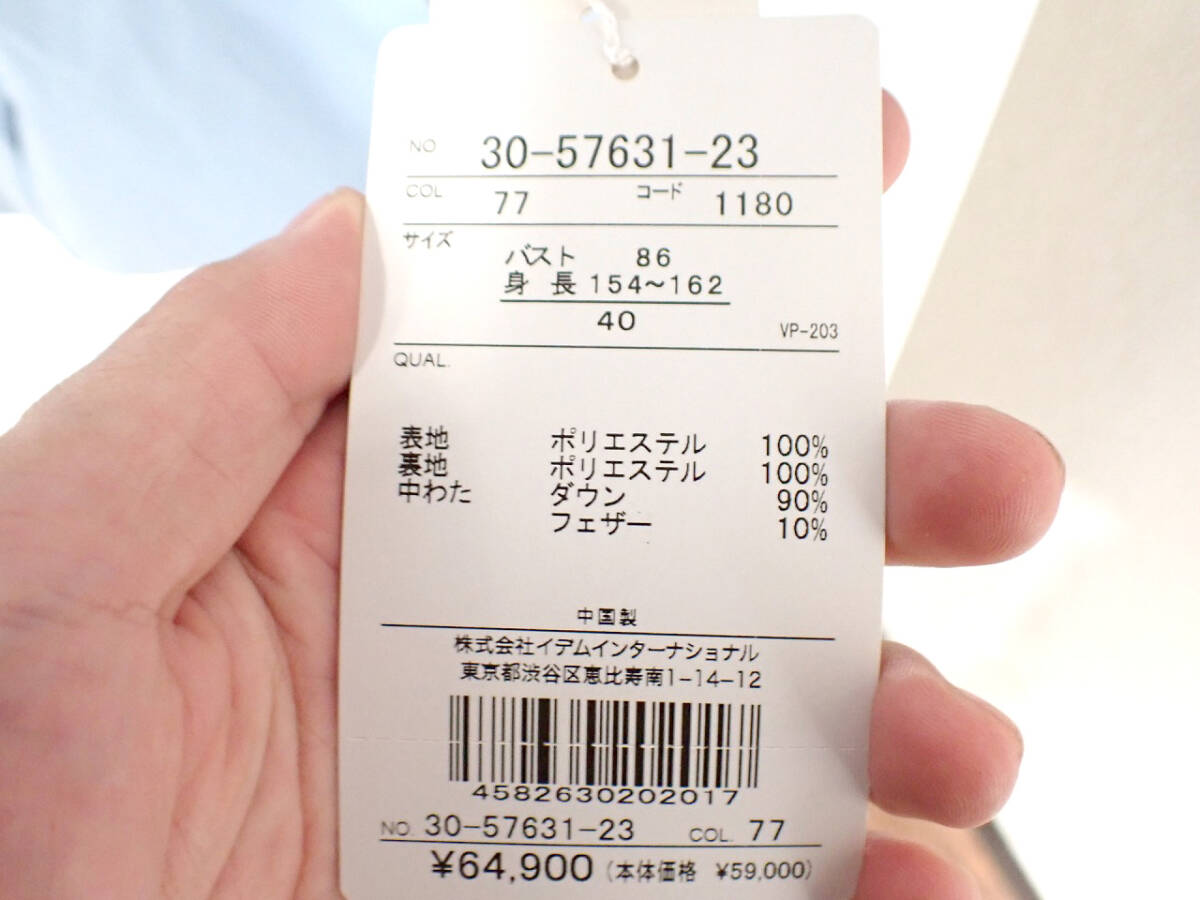 NO 30-57631-23
COL 77 コード 1180
サイズ
バスト 86
身長 154~162
40
VP-203
QUAL.
表地 ポリエステル 100%
裏地 ポリエステル 100%
中わた ダウン 90%
フェザー 10%
中国製
株式会社イデムインターナショナル
東京都渋谷区恵比寿南1-14-12
4582630202017
NO. 30-57631-23 COL. 77
¥64,900 (本体価格 ¥59,000)